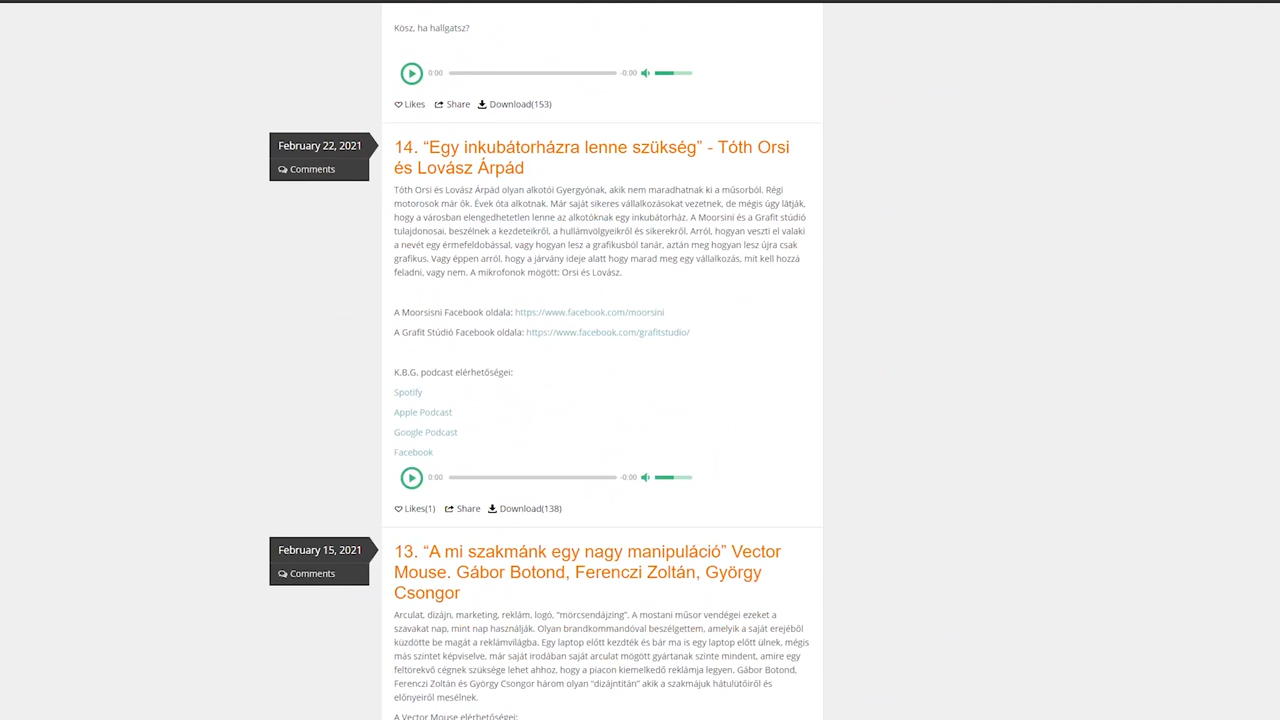 Kösz, ha hallgatsz?
0:00 -0:00
Likes Share Download(153)
February 22, 2021
Comments
14. “Egy inkubátorházra lenne szükség” - Tóth Orsi
és Lovász Árpád
Tóth Orsi és Lovász Árpád olyan alkotói Gyergyónak, akik nem maradhatnak ki a műsorból. Régi
motorosok már ők. Évek óta alkotnak. Már saját sikeres vállalkozásokat vezetnek, de mégis úgy látják,
hogy a városban elengedhetetlen lenne az alkotóknak egy inkubátorház. A Moorsini és a Grafit stúdió
tulajdonosai, beszélnek a kezdeteikről, a hullámvölgyeikről és sikerekről. Arról, hogyan veszti el valaki
a nevét egy érmefeldobással, vagy hogyan lesz a grafikusból tanár, aztán meg hogyan lesz újra csak
grafikus. Vagy éppen arról, hogy a járvány ideje alatt hogy marad meg egy vállalkozás, mit kell hozzá
feladni, vagy nem. A mikrofonok mögött: Orsi és Lovász.
A Moorsisni Facebook oldala: https://www.facebook.com/moorsini
A Grafit Stúdió Facebook oldala: https://www.facebook.com/grafitstudio/
K.B.G. podcast elérhetőségei:
Spotify
Apple Podcast
Google Podcast
Facebook
0:00 -0:00
Likes(1) Share Download(138)
February 15, 2021
Comments
13. “A mi szakmánk egy nagy manipuláció” Vector
Mouse. Gábor Botond, Ferenczi Zoltán, György
Csongor
Arculat, dizájn, marketing, reklám, logó, “mörcsendájzing”. A mostani műsor vendégei ezeket a
szavakat nap, mint nap használják. Olyan brandkommandóval beszélgettem, amelyik a saját erejéből
küzdötte be magát a reklámvilágba. Egy laptop előtt kezdték és bár ma is egy laptop előtt ülnek, mégis
más szintet képviselve, már saját irodában saját arculat mögött gyártanak szinte mindent, amire egy
feltörekvő cégnek szüksége lehet ahhoz, hogy a piacon kiemelkedő reklámja legyen. Gábor Botond,
Ferenczi Zoltán és György Csongor három olyan “dizájntitán” akik a szakmájuk hátulütőiről és
előnyeiről mesélnek.
A Vector Mouse elérhetőségei: